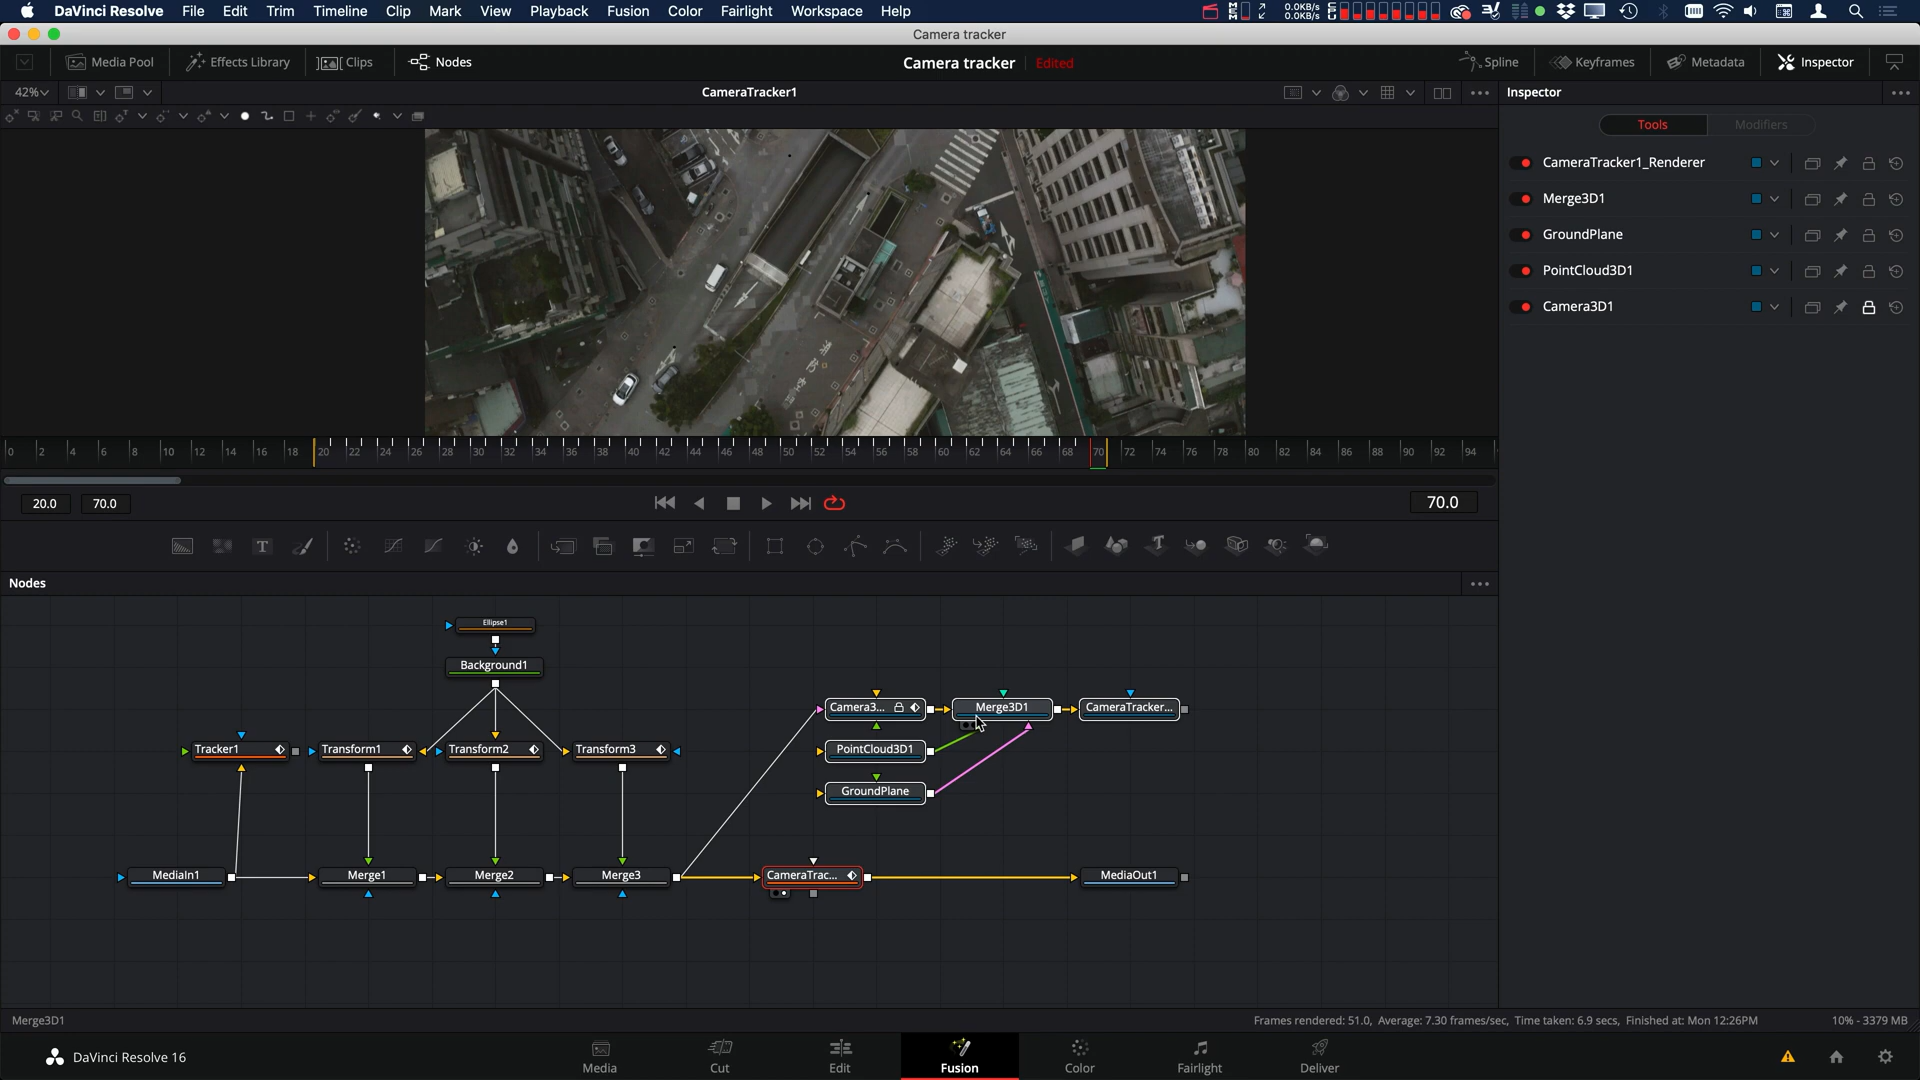 DaVinci Resolve File Edit Trim Timeline Clip Mark View Playback Fusion Color Fairlight Workspace Help
0.0KB/s
0.0KB/s
Camera tracker
Media Pool Effects Library Clips Nodes Camera tracker Edited Spline Keyframes Metadata Inspector
42% CameraTracker1 Inspector
Tools Modifiers
CameraTracker1_Renderer
Merge3D1
GroundPlane
PointCloud3D1
Camera3D1
0 2 4 6 8 10 12 14 16 18 20 22 24 26 28 30 32 34 36 38 40 42 44 46 48 50 52 54 56 58 60 62 64 66 68 70 72 74 76 78 80 82 84 86 88 90 92 94
20.0 70.0 70.0
Nodes
Ellipse1
Background1
Camera3... Merge3D1 CameraTracker...
Tracker1 Transform1 Transform2 Transform3 PointCloud3D1
GroundPlane
MediaIn1 Merge1 Merge2 Merge3 CameraTrac... MediaOut1
Merge3D1 Frames rendered: 51.0, Average: 7.30 frames/sec, Time taken: 6.9 secs, Finished at: Mon 12:26PM 10% - 3379 MB
DaVinci Resolve 16 Media Cut Edit Fusion Color Fairlight Deliver